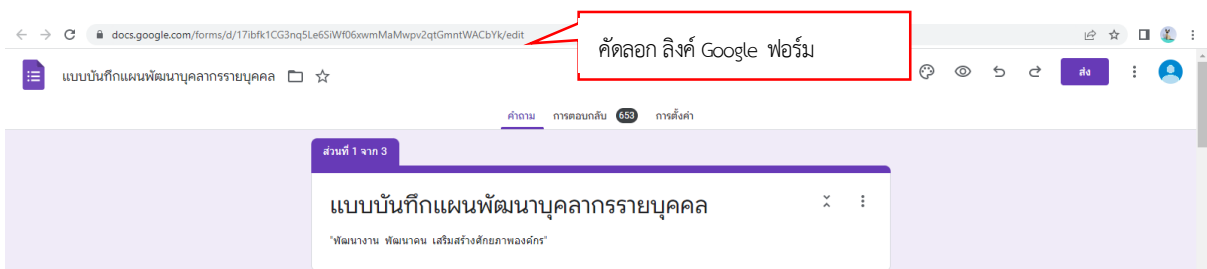 docs.google.com/forms/d/17ibfk1CG3nq5Le6SiWf06xwmMaMwpv2qtGmntWACbYk/edit
คัดลอก ลิงค์ Google ฟอร์ม
แบบบันทึกแผนพัฒนาบุคลากรรายบุคคล
ส่ง
คำถาม การตอบกลับ 653 การตั้งค่า
ส่วนที่ 1 จาก 3
แบบบันทึกแผนพัฒนาบุคลากรรายบุคคล
"พัฒนางาน พัฒนาคน เสริมสร้างศักยภาพองค์กร"